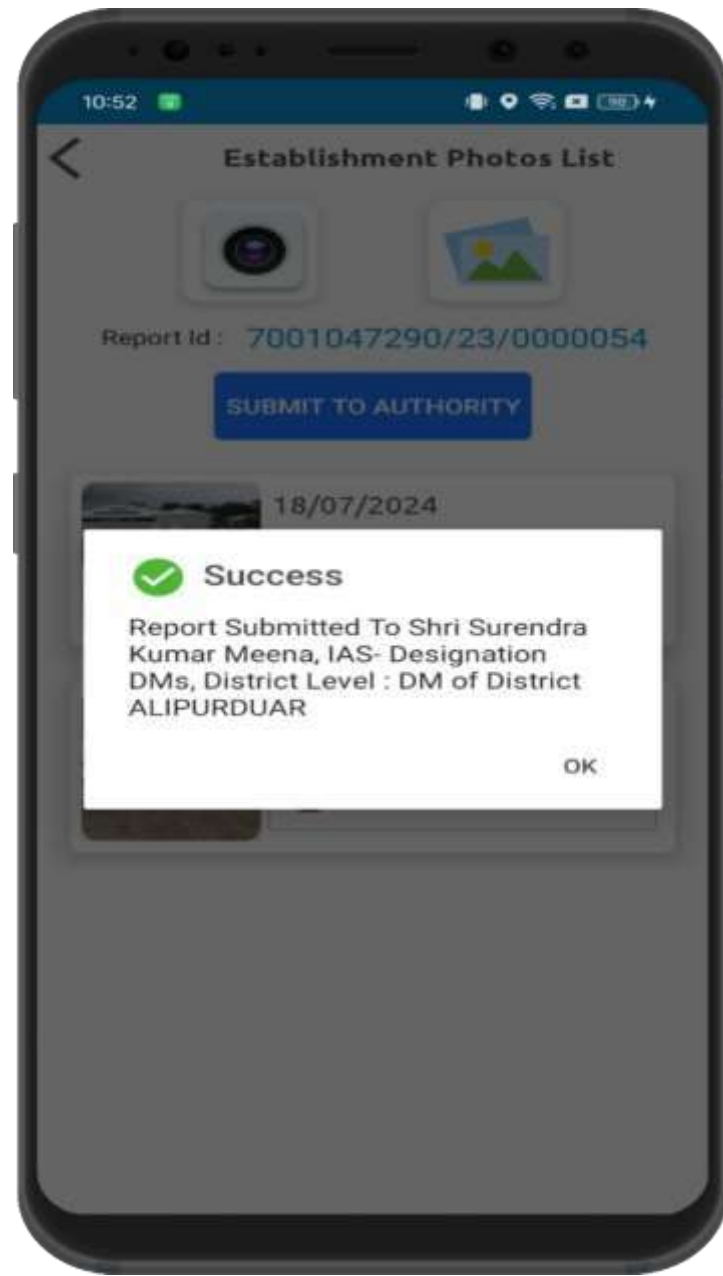 10:52
Establishment Photos List
Report Id : 7001047290/23/0000054
SUBMIT TO AUTHORITY
18/07/2024
Success
Report Submitted To Shri Surendra
Kumar Meena, IAS- Designation
DMs, District Level : DM of District
ALIPURDUAR
OK